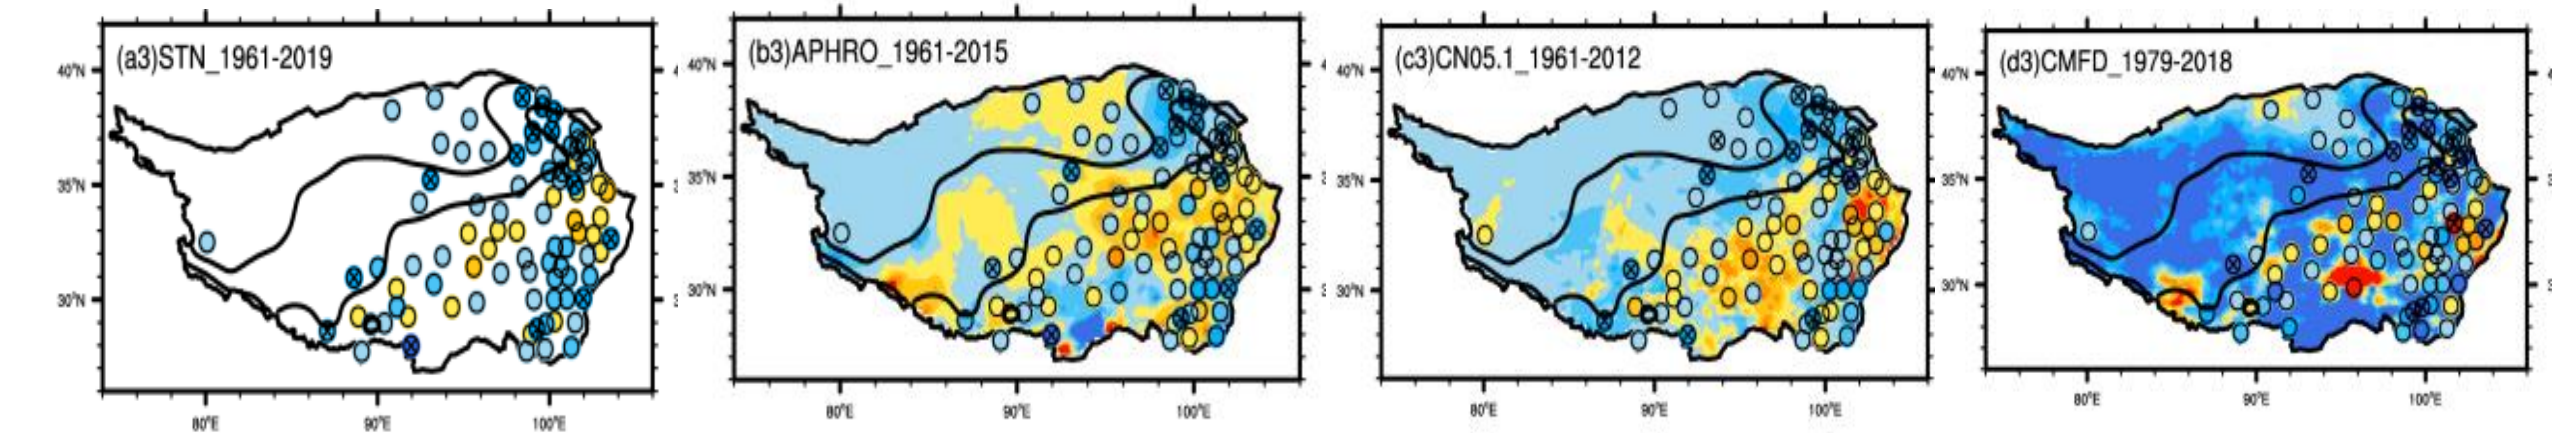 (a3)STN_1961-2019
40°N
35°N
30°N
80°E 90°E 100°E
(b3)APHRO_1961-2015
40°N
35°N
30°N
80°E 90°E 100°E
(c3)CN05.1_1961-2012
40°N
35°N
30°N
80°E 90°E 100°E
(d3)CMFD_1979-2018
40°N
35°N
30°N
80°E 90°E 100°E